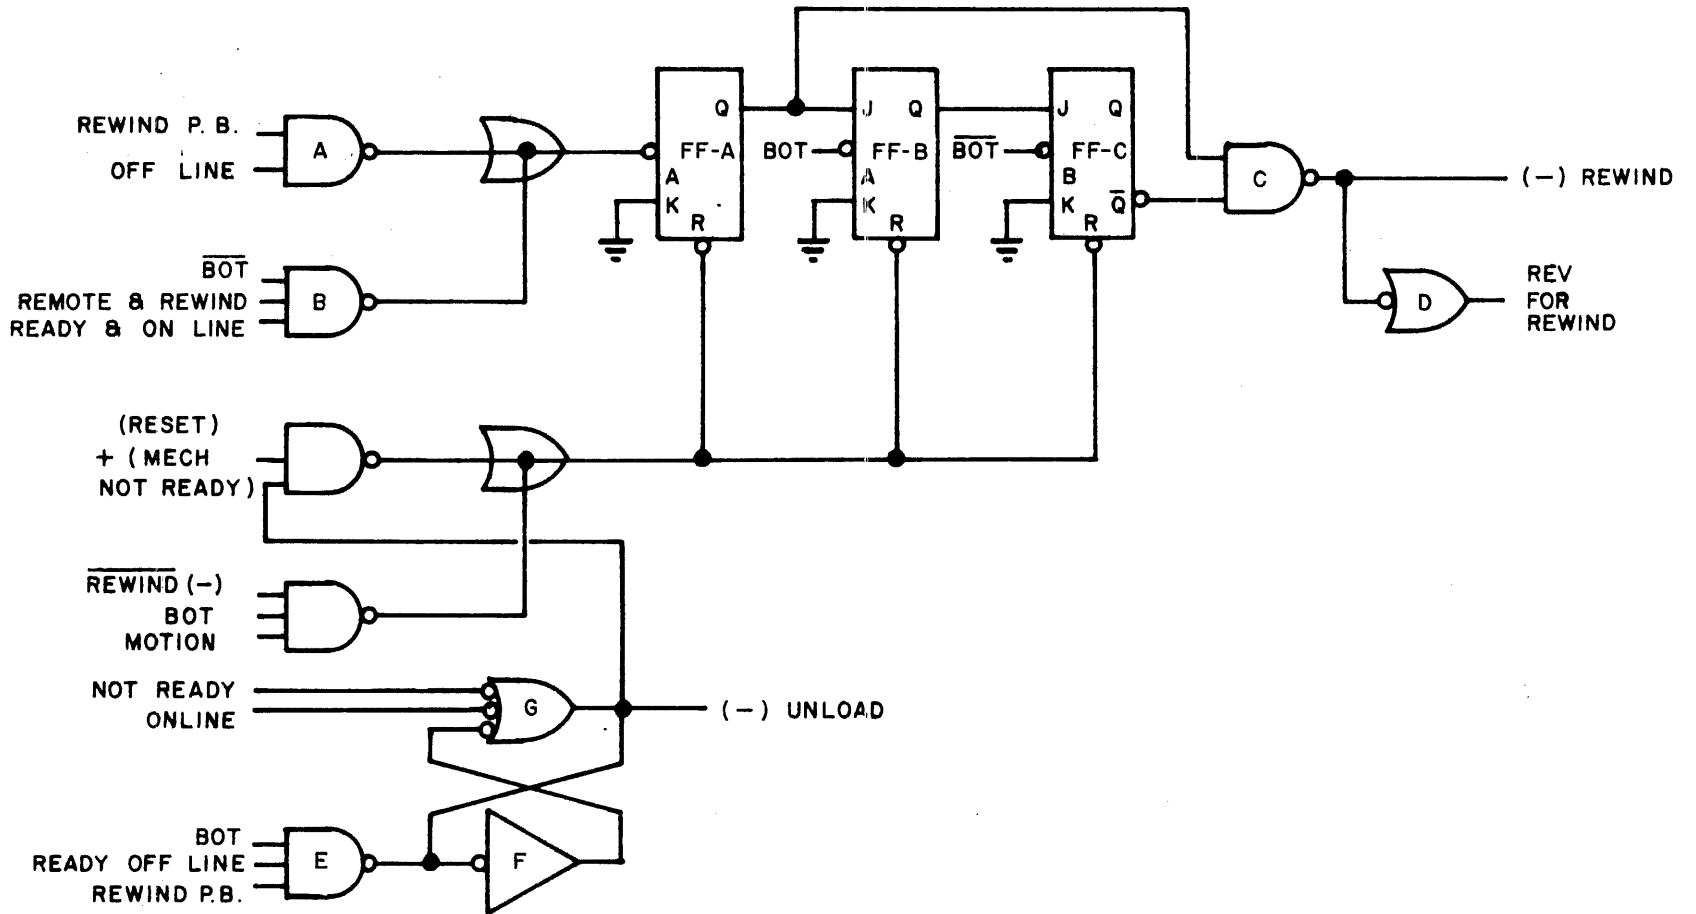 REWIND P.B.
OFF LINE
A
Q
FF-A
A
K
R
J
Q
BOT
FF-B
A
K
R
J
Q
BOT
FF-C
B
K
Q
R
C
(-) REWIND
BOT
REMOTE & REWIND
READY & ON LINE
B
D
REV
FOR
REWIND
(RESET)
+ (MECH
NOT READY)
REWIND (-)
BOT
MOTION
NOT READY
ONLINE
G
(-) UNLOAD
BOT
READY OFF LINE
REWIND P.B.
E
F